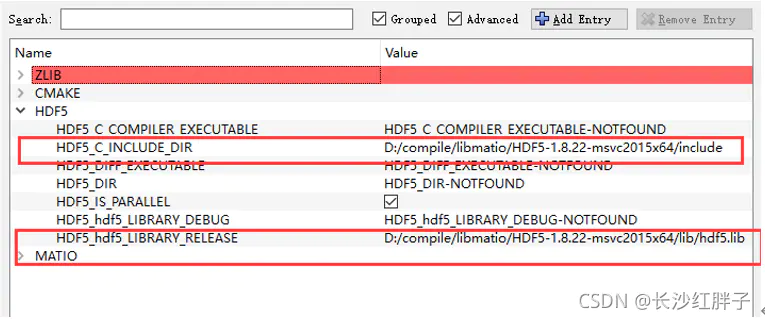 Search: Grouped Advanced Add Entry Remove Entry
Name Value
ZLIB
CMAKE
HDF5
HDF5_C_COMPILER_EXECUTABLE HDF5_C_COMPILER_EXECUTABLE-NOTFOUND
HDF5_C_INCLUDE_DIR D:/compile/libmatio/HDF5-1.8.22-msvc2015x64/include
HDF5_DIFF_EXECUTABLE HDF5_DIFF_EXECUTABLE-NOTFOUND
HDF5_DIR HDF5_DIR-NOTFOUND
HDF5_IS_PARALLEL
HDF5_hdf5_LIBRARY_DEBUG HDF5_hdf5_LIBRARY_DEBUG-NOTFOUND
HDF5_hdf5_LIBRARY_RELEASE D:/compile/libmatio/HDF5-1.8.22-msvc2015x64/lib/hdf5.lib
MATIO
CSDN @长沙红胖子